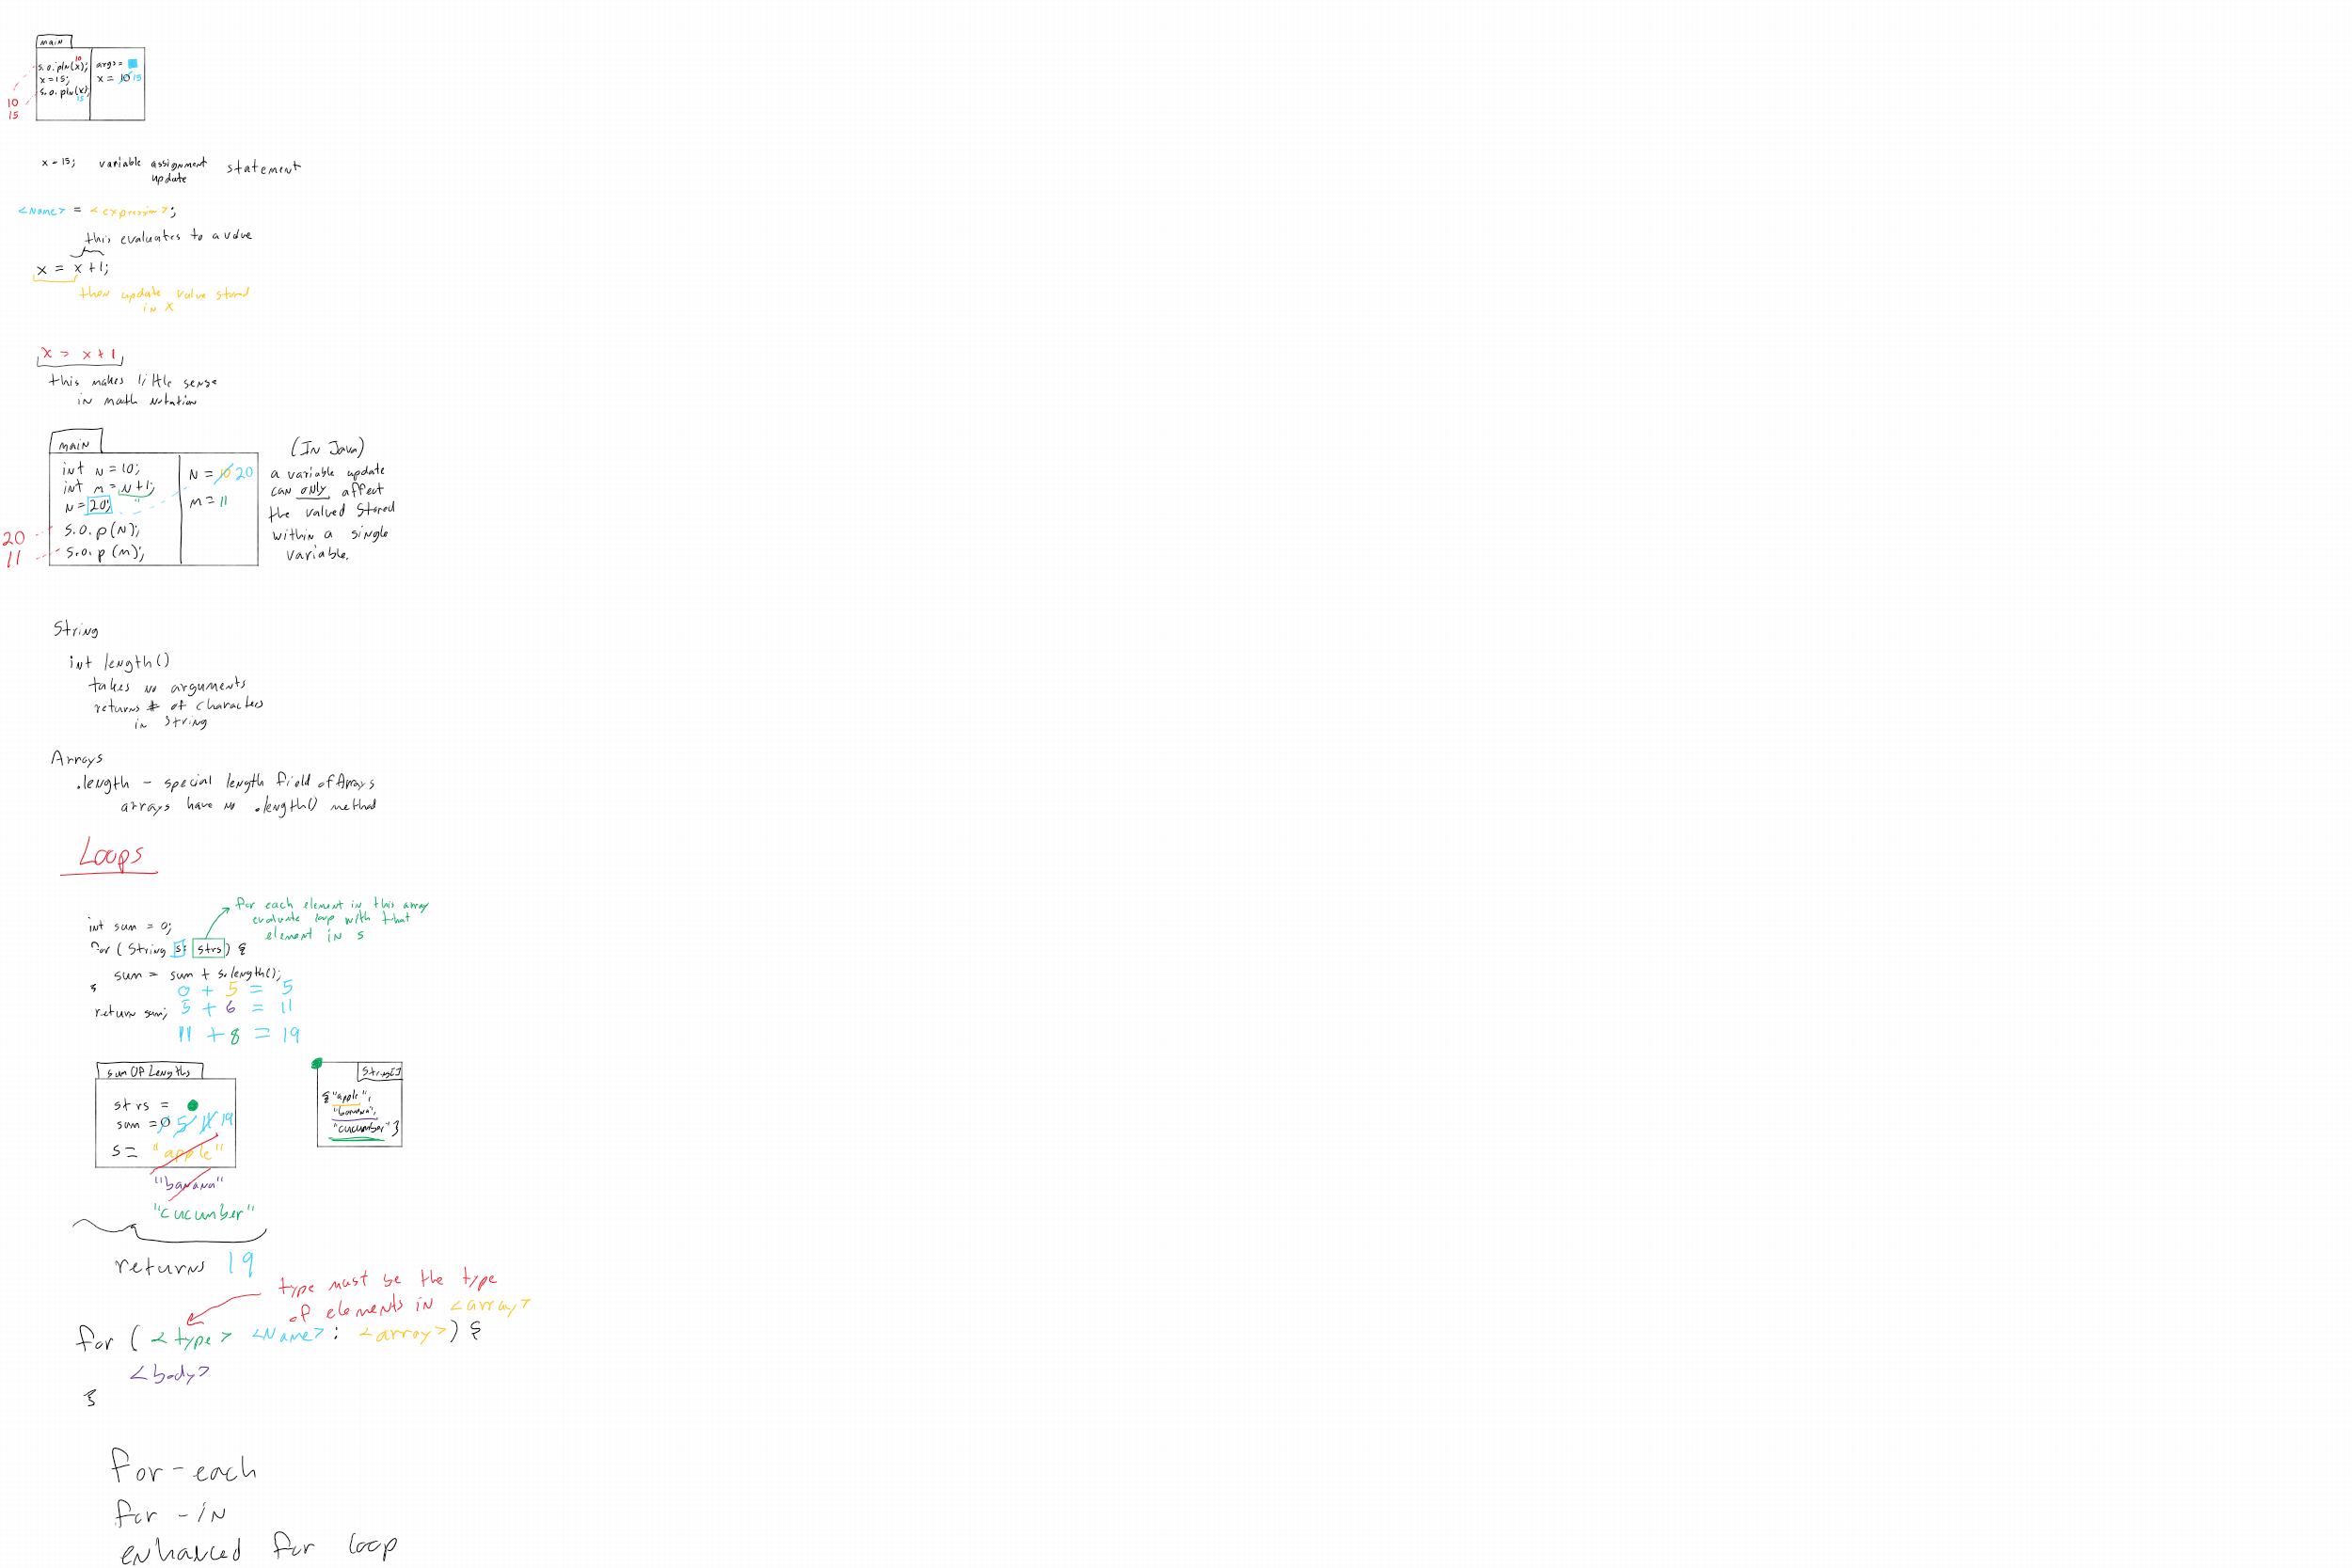 main
S.o.pln(x); 10 args =
x=15; x = 10 15
S.o.pln(x); 15
10
15
x = 15; variable assignment statement
update
<name> = <expression>;
this evaluates to a value
x = x+1;
then update value stored
in x
x = x+1
this makes little sense
in math notation
main
int n = 10;
int m = n+1;
11
n = 20;
S.o.p(n);
S.o.p(m);
20
11
n = 10 20
m = 11
(In Java)
a variable update
can only affect
the valued stored
within a single
variable.
String
int length()
takes no arguments
returns # of characters
in string
Arrays
.length - special length field of Arrays
arrays have no .length() method
Loops
for each element in this array
evaluate loop with that
element in s
int sum = 0;
for (String s: strs) {
sum = sum + s.length();
}
return sum;
0 + 5 = 5
5 + 6 = 11
11 + 8 = 19
sumOfLengths
strs =
sum = 0 5 11 19
s = "apple"
"banana"
"cucumber"
String[]
{"apple",
"banana",
"cucumber"}
returns 19
type must be the type
of elements in <array>
for (<type> <name> : <array>) {
<body>
}
for-each
for-in
enhanced for loop